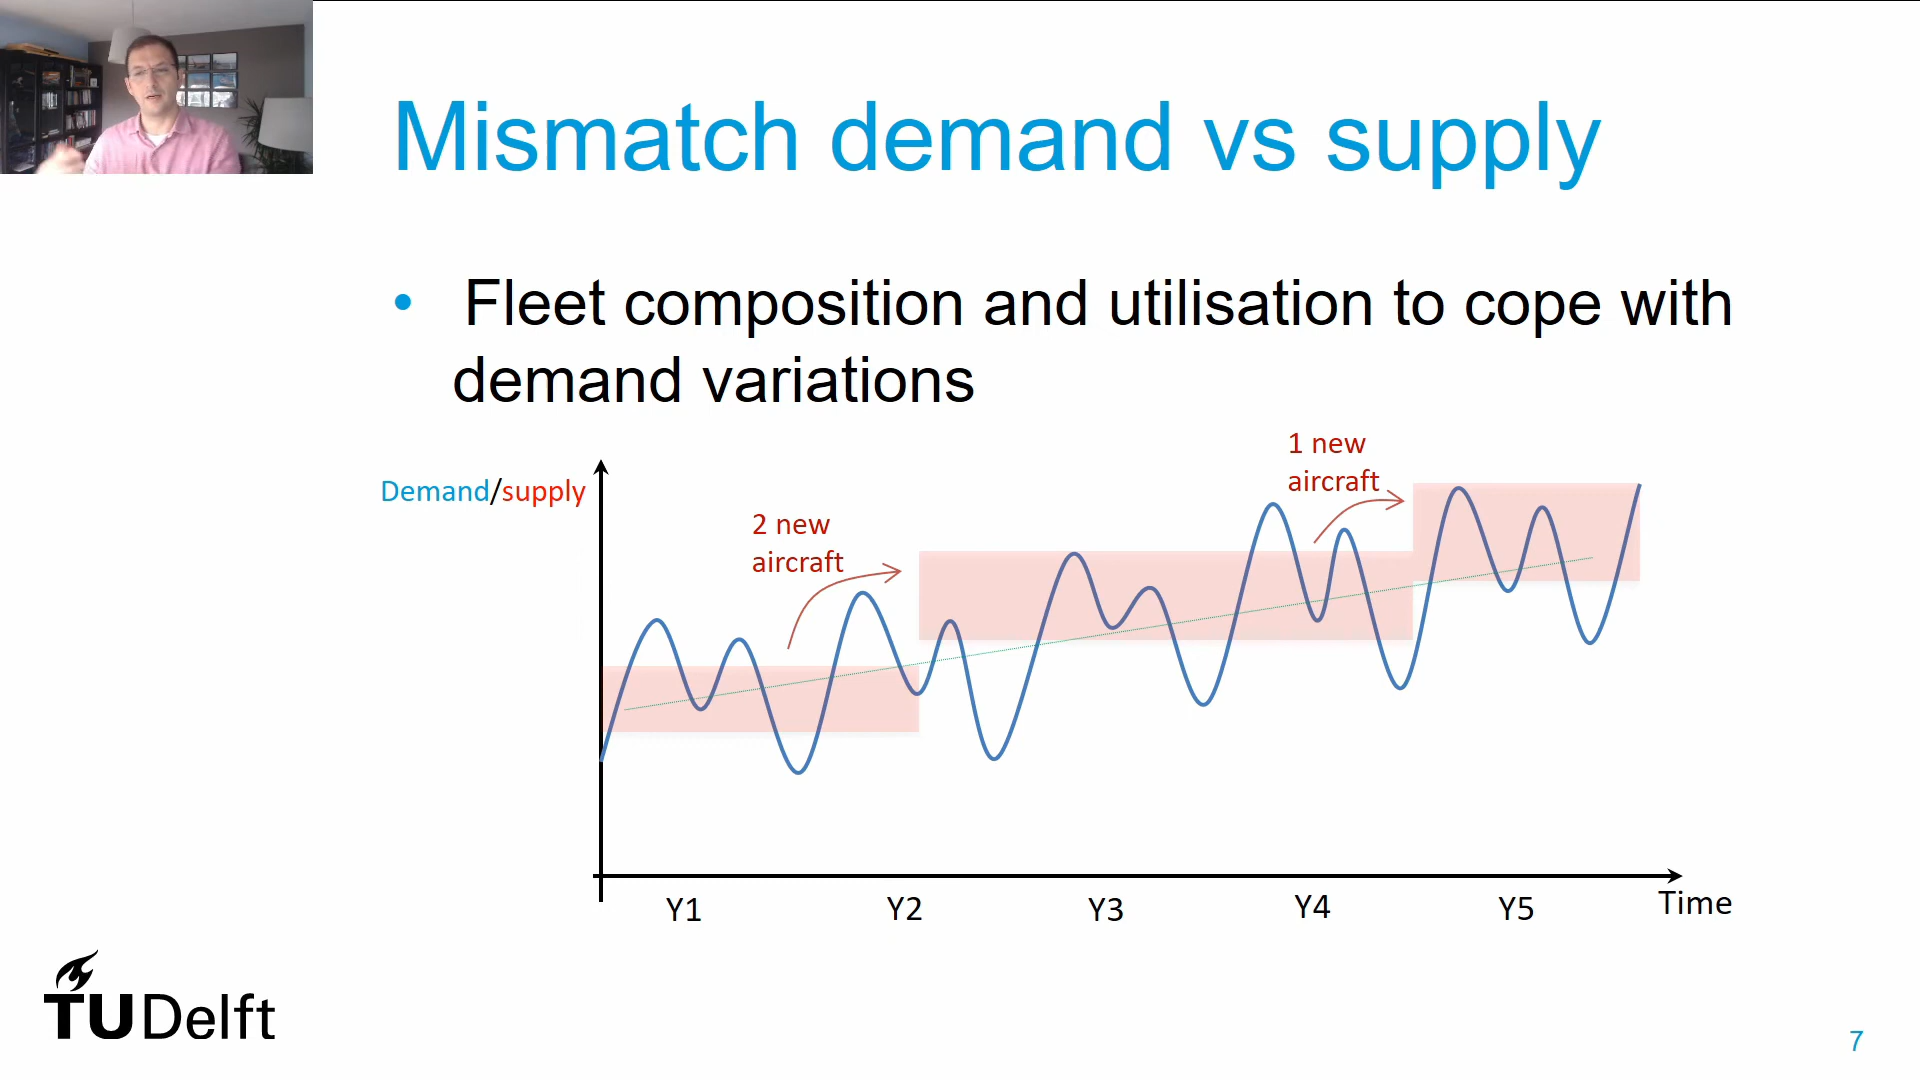 Mismatch demand vs supply
• Fleet composition and utilisation to cope with
demand variations
Demand/supply
2 new
aircraft
1 new
aircraft
Y1
Y2
Y3
Y4
Y5
Time
TUDelft
7